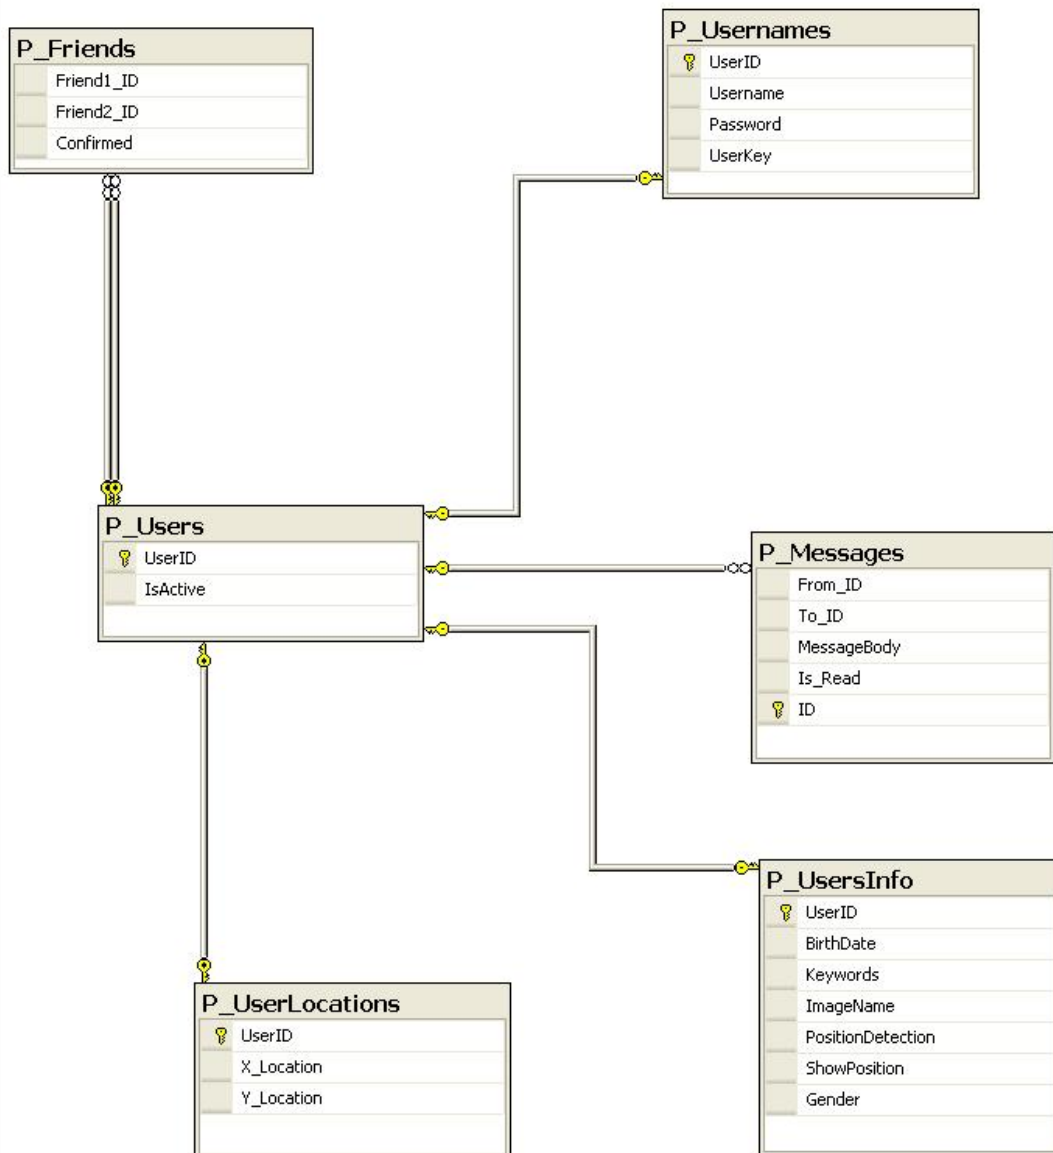 P_Friends
Friend1_ID
Friend2_ID
Confirmed
P_Usernames
UserID
Username
Password
UserKey
P_Users
UserID
IsActive
P_Messages
From_ID
To_ID
MessageBody
Is_Read
ID
P_UsersInfo
UserID
BirthDate
Keywords
ImageName
PositionDetection
ShowPosition
Gender
P_UserLocations
UserID
X_Location
Y_Location